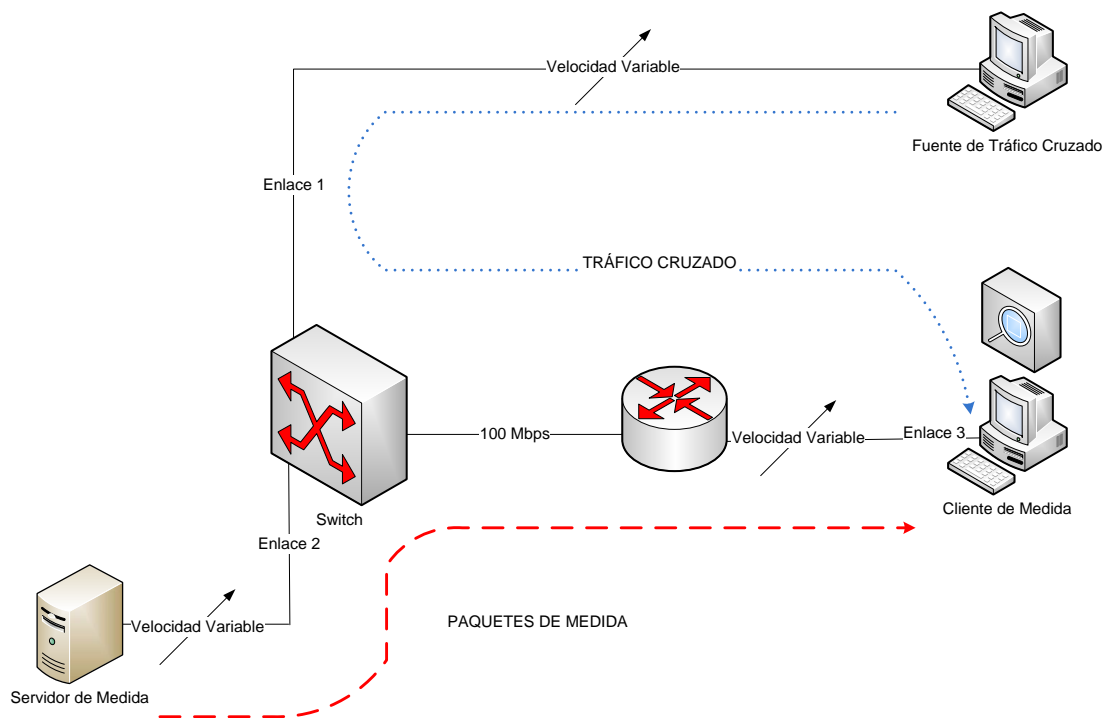 Velocidad Variable
Fuente de Tráfico Cruzado
Enlace 1
TRÁFICO CRUZADO
100 Mbps
Velocidad Variable
Enlace 3
Cliente de Medida
Switch
Enlace 2
Velocidad Variable
PAQUETES DE MEDIDA
Servidor de Medida